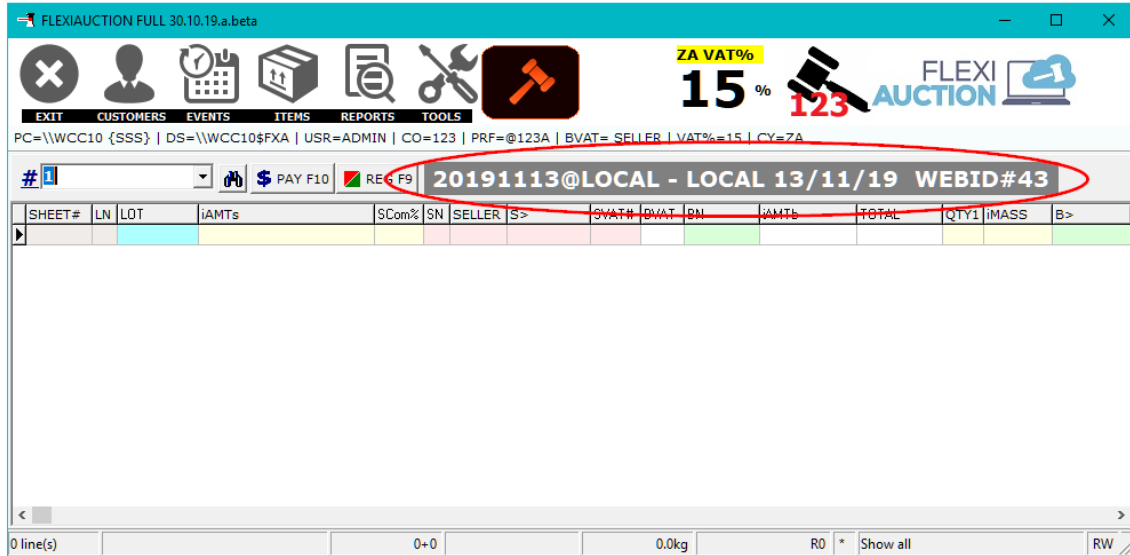 FLEXIAUCTION FULL 30.10.19.a.beta
ZA VAT%
15 %
123
FLEXI
AUCTION
EXIT CUSTOMERS EVENTS ITEMS REPORTS TOOLS
PC=\\WCC10 {SSS} | DS=\\WCC10$FXA | USR=ADMIN | CO=123 | PRF=@123A | BVAT= SELLER | VAT%=15 | CY=ZA
# 1 $ PAY F10 REG F9 20191113@LOCAL - LOCAL 13/11/19 WEBID#43
SHEET# LN LOT iAMTs SCom% SN SELLER S> SVAT# BVAT BN iAMTb TOTAL QTY1 iMASS B>
0 line(s) 0+0 0.0kg R0 * Show all RW